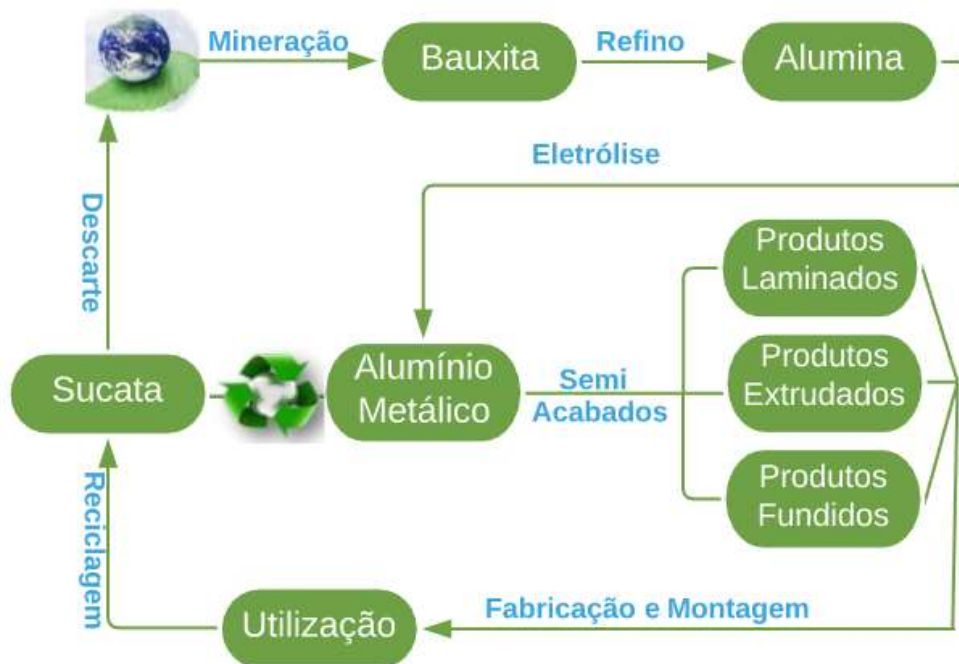 Mineração
Bauxita
Refino
Alumina
Eletrólise
Descarte
Produtos
Laminados
Sucata
Alumínio
Metálico
Semi
Acabados
Produtos
Extrudados
Produtos
Fundidos
Reciclagem
Utilização
Fabricação e Montagem